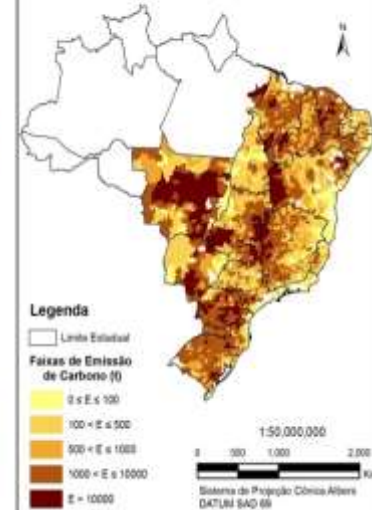 N
Legenda
Limite Estadual
Faixas de Emissão
de Carbono (t)
0 ≤ E ≤ 100
100 < E ≤ 500
500 < E ≤ 1000
1000 < E ≤ 10000
E > 10000
1:50,000,000
0 500 1.000 2.000
Sistema de Projeção Cônica Albers
DATUM SAD 69